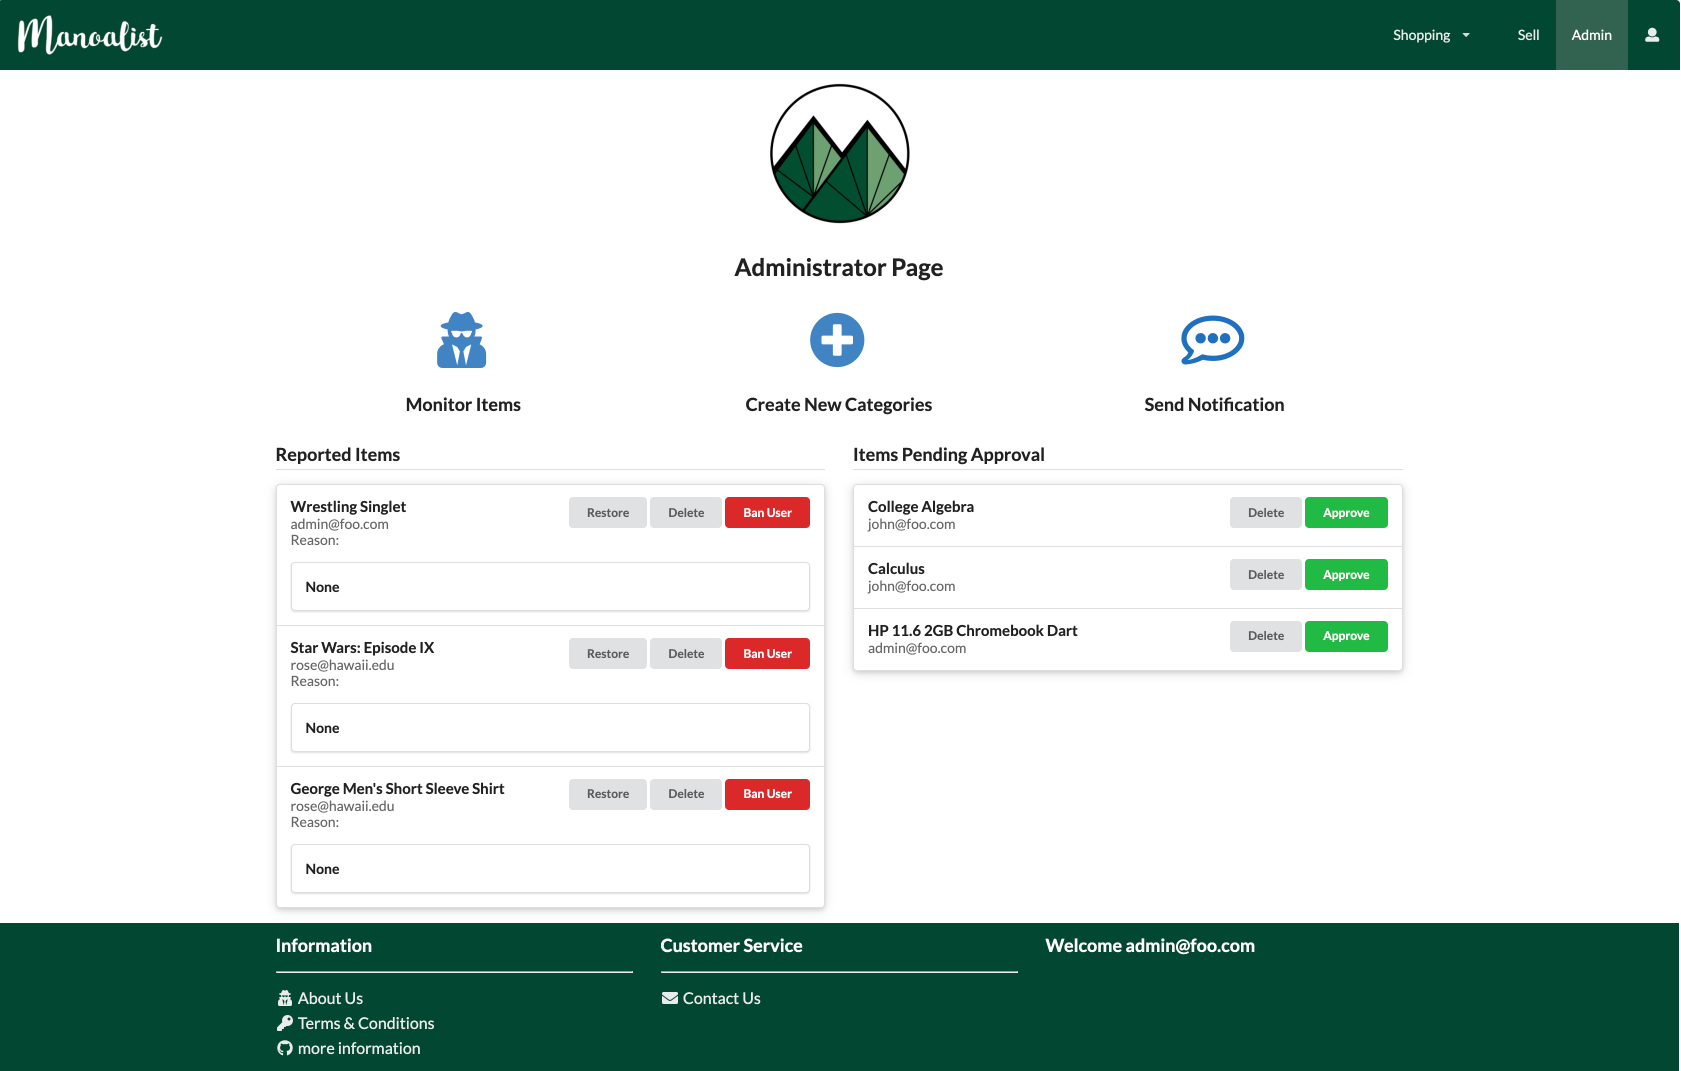 Manoalist
Shopping
Sell
Admin
Administrator Page
Monitor Items
Create New Categories
Send Notification
Reported Items
Wrestling Singlet
admin@foo.com
Reason:
Restore
Delete
Ban User
None
Star Wars: Episode IX
rose@hawaii.edu
Reason:
Restore
Delete
Ban User
None
George Men's Short Sleeve Shirt
rose@hawaii.edu
Reason:
Restore
Delete
Ban User
None
Items Pending Approval
College Algebra
john@foo.com
Delete
Approve
Calculus
john@foo.com
Delete
Approve
HP 11.6 2GB Chromebook Dart
admin@foo.com
Delete
Approve
Information
About Us
Terms & Conditions
more information
Customer Service
Contact Us
Welcome admin@foo.com